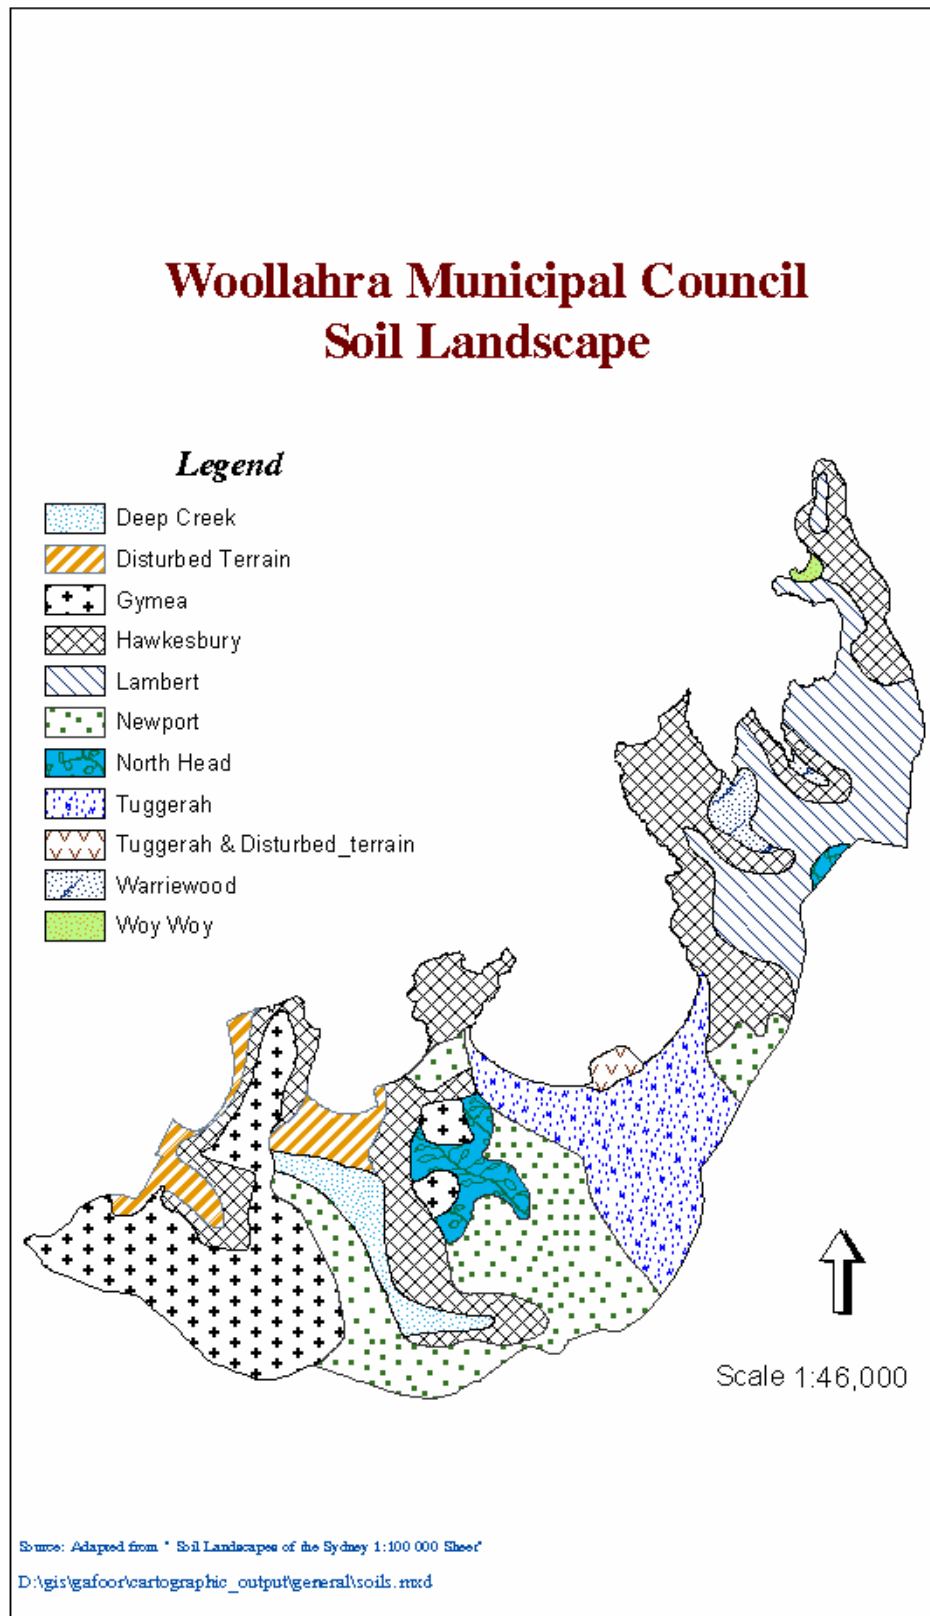 Woollahra Municipal Council
Soil Landscape
Legend
Deep Creek
Disturbed Terrain
Gymea
Hawkesbury
Lambert
Newport
North Head
Tuggerah
Tuggerah & Disturbed_terrain
Warriewood
Woy Woy
Scale 1:46,000
Source: Adapted from " Soil Landscapes of the Sydney 1:100 000 Sheet"
D:\gis\gafoor\cartographic_output\general\soils.mxd